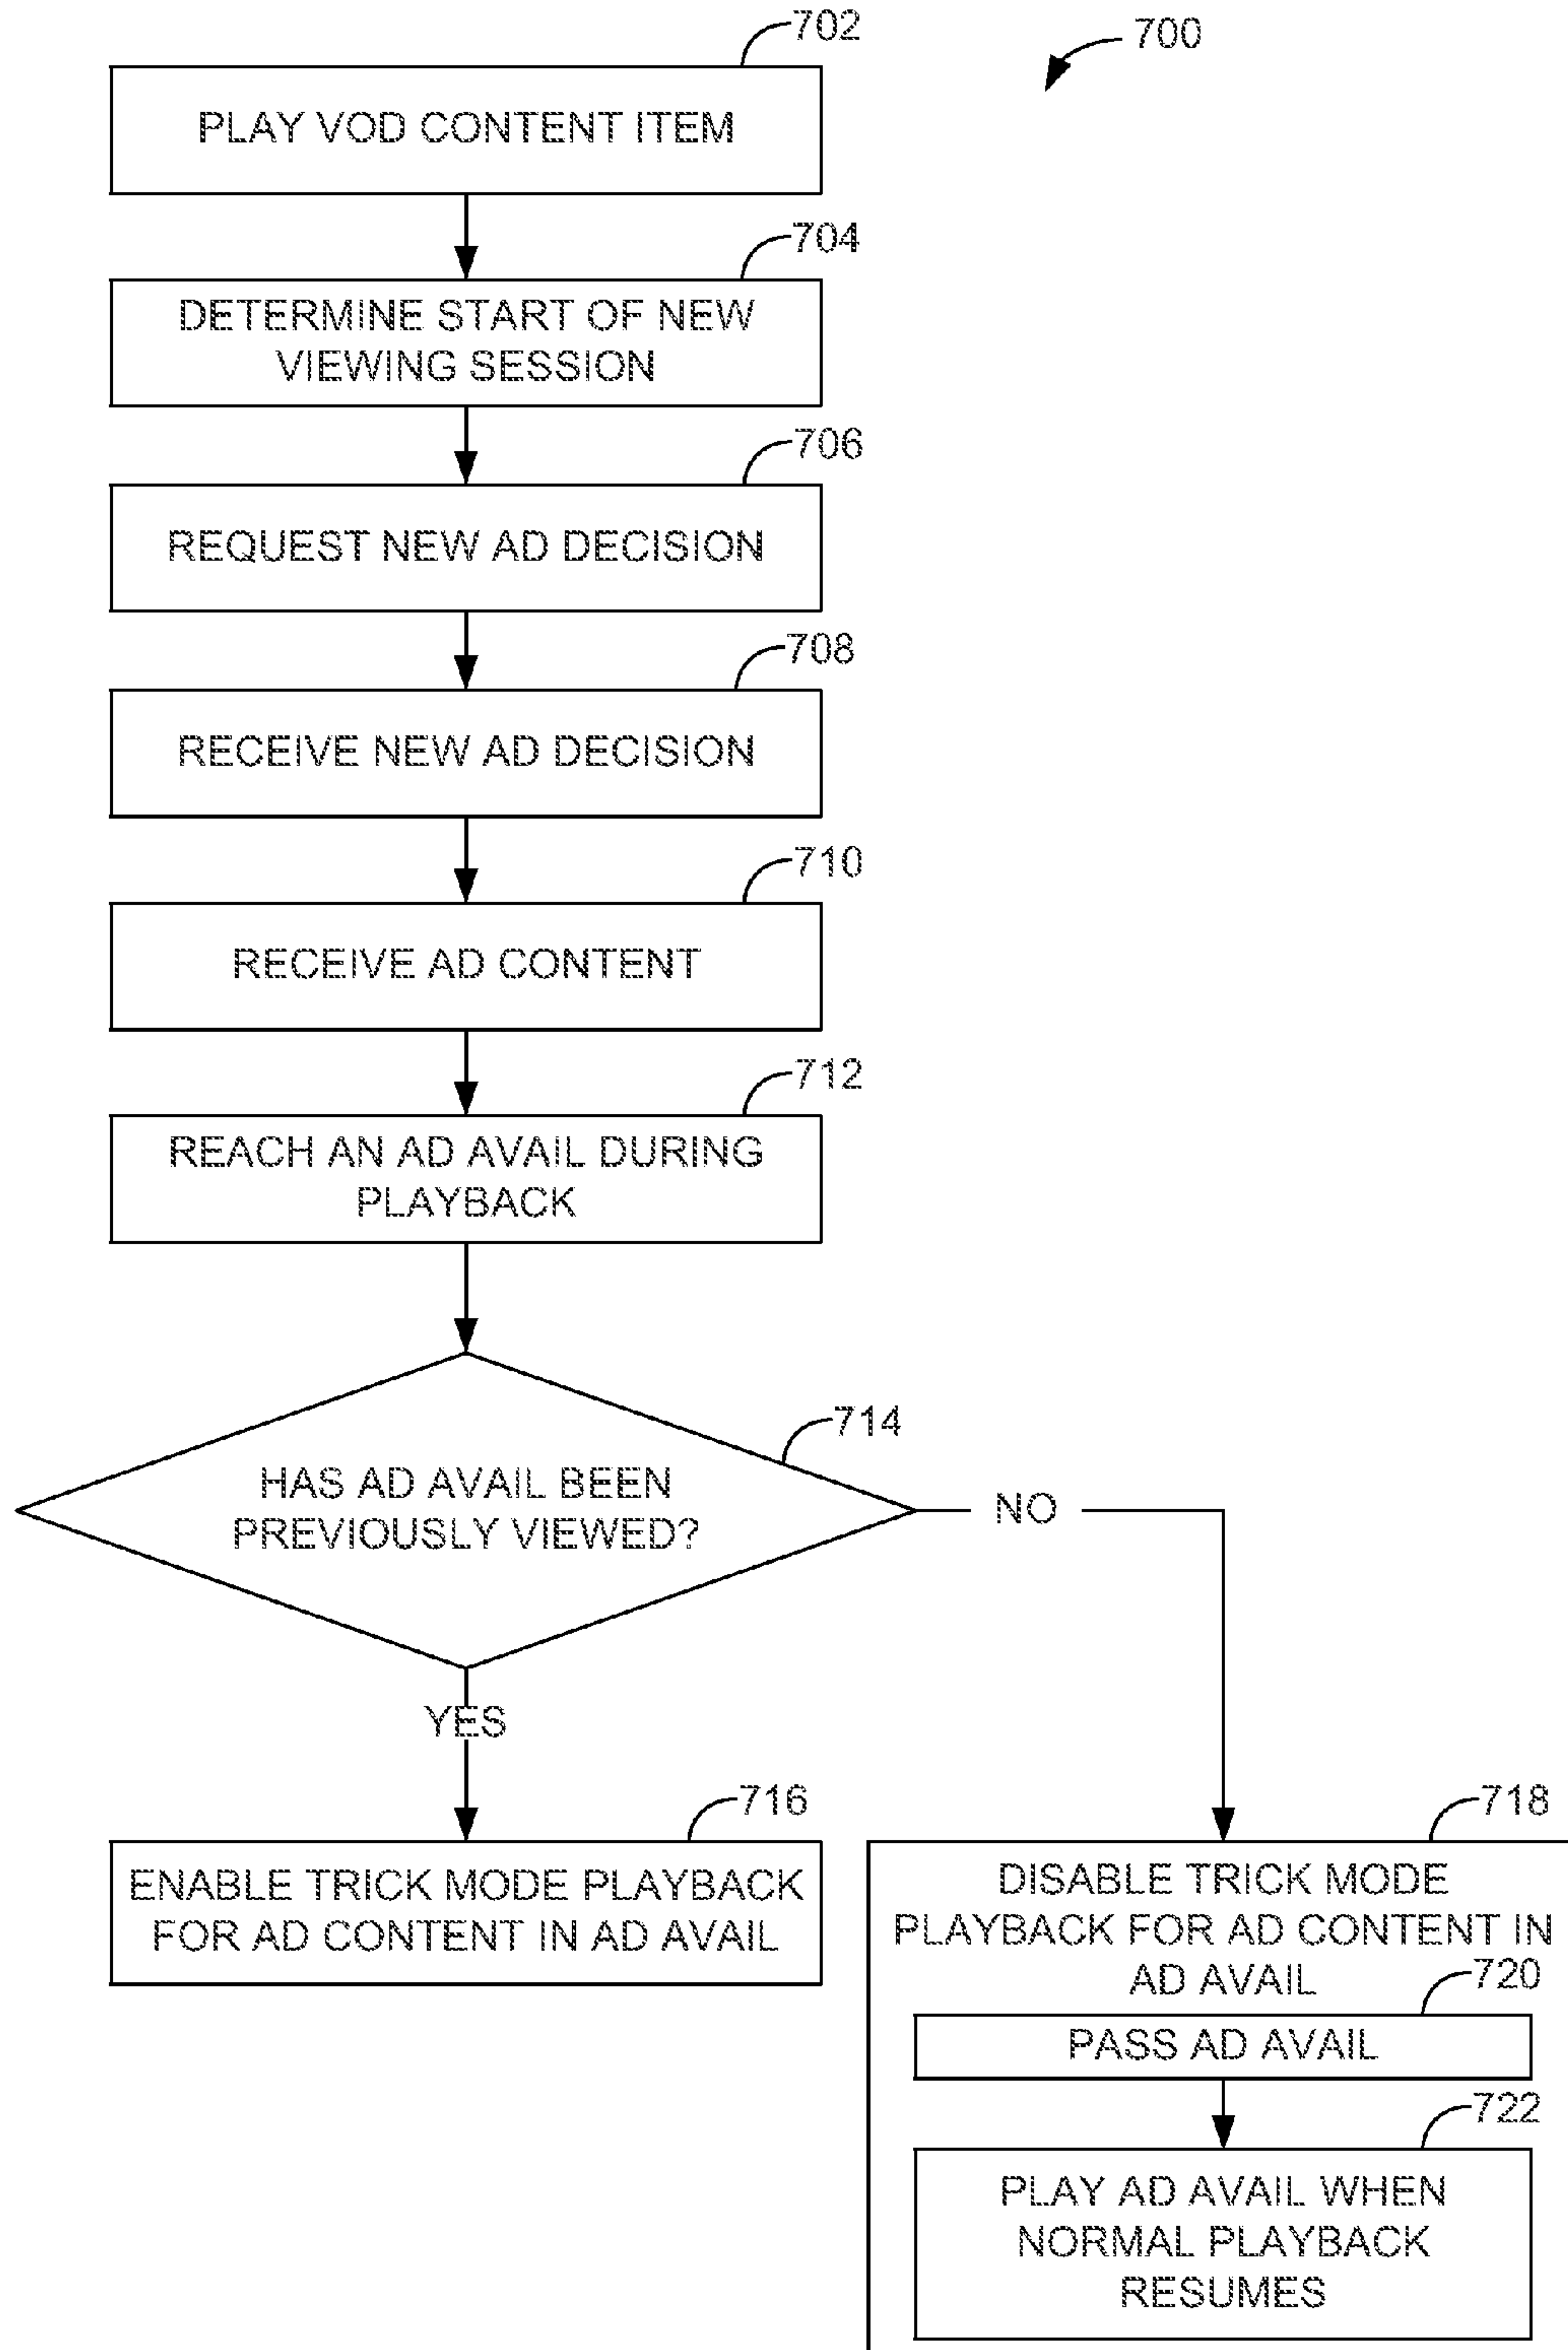 702
700
PLAY VOD CONTENT ITEM
704
DETERMINE START OF NEW
VIEWING SESSION
706
REQUEST NEW AD DECISION
708
RECEIVE NEW AD DECISION
710
RECEIVE AD CONTENT
712
REACH AN AD AVAIL DURING
PLAYBACK
714
HAS AD AVAIL BEEN
PREVIOUSLY VIEWED?
NO
YES
716
ENABLE TRICK MODE PLAYBACK
FOR AD CONTENT IN AD AVAIL
718
DISABLE TRICK MODE
PLAYBACK FOR AD CONTENT IN
AD AVAIL
720
PASS AD AVAIL
722
PLAY AD AVAIL WHEN
NORMAL PLAYBACK
RESUMES